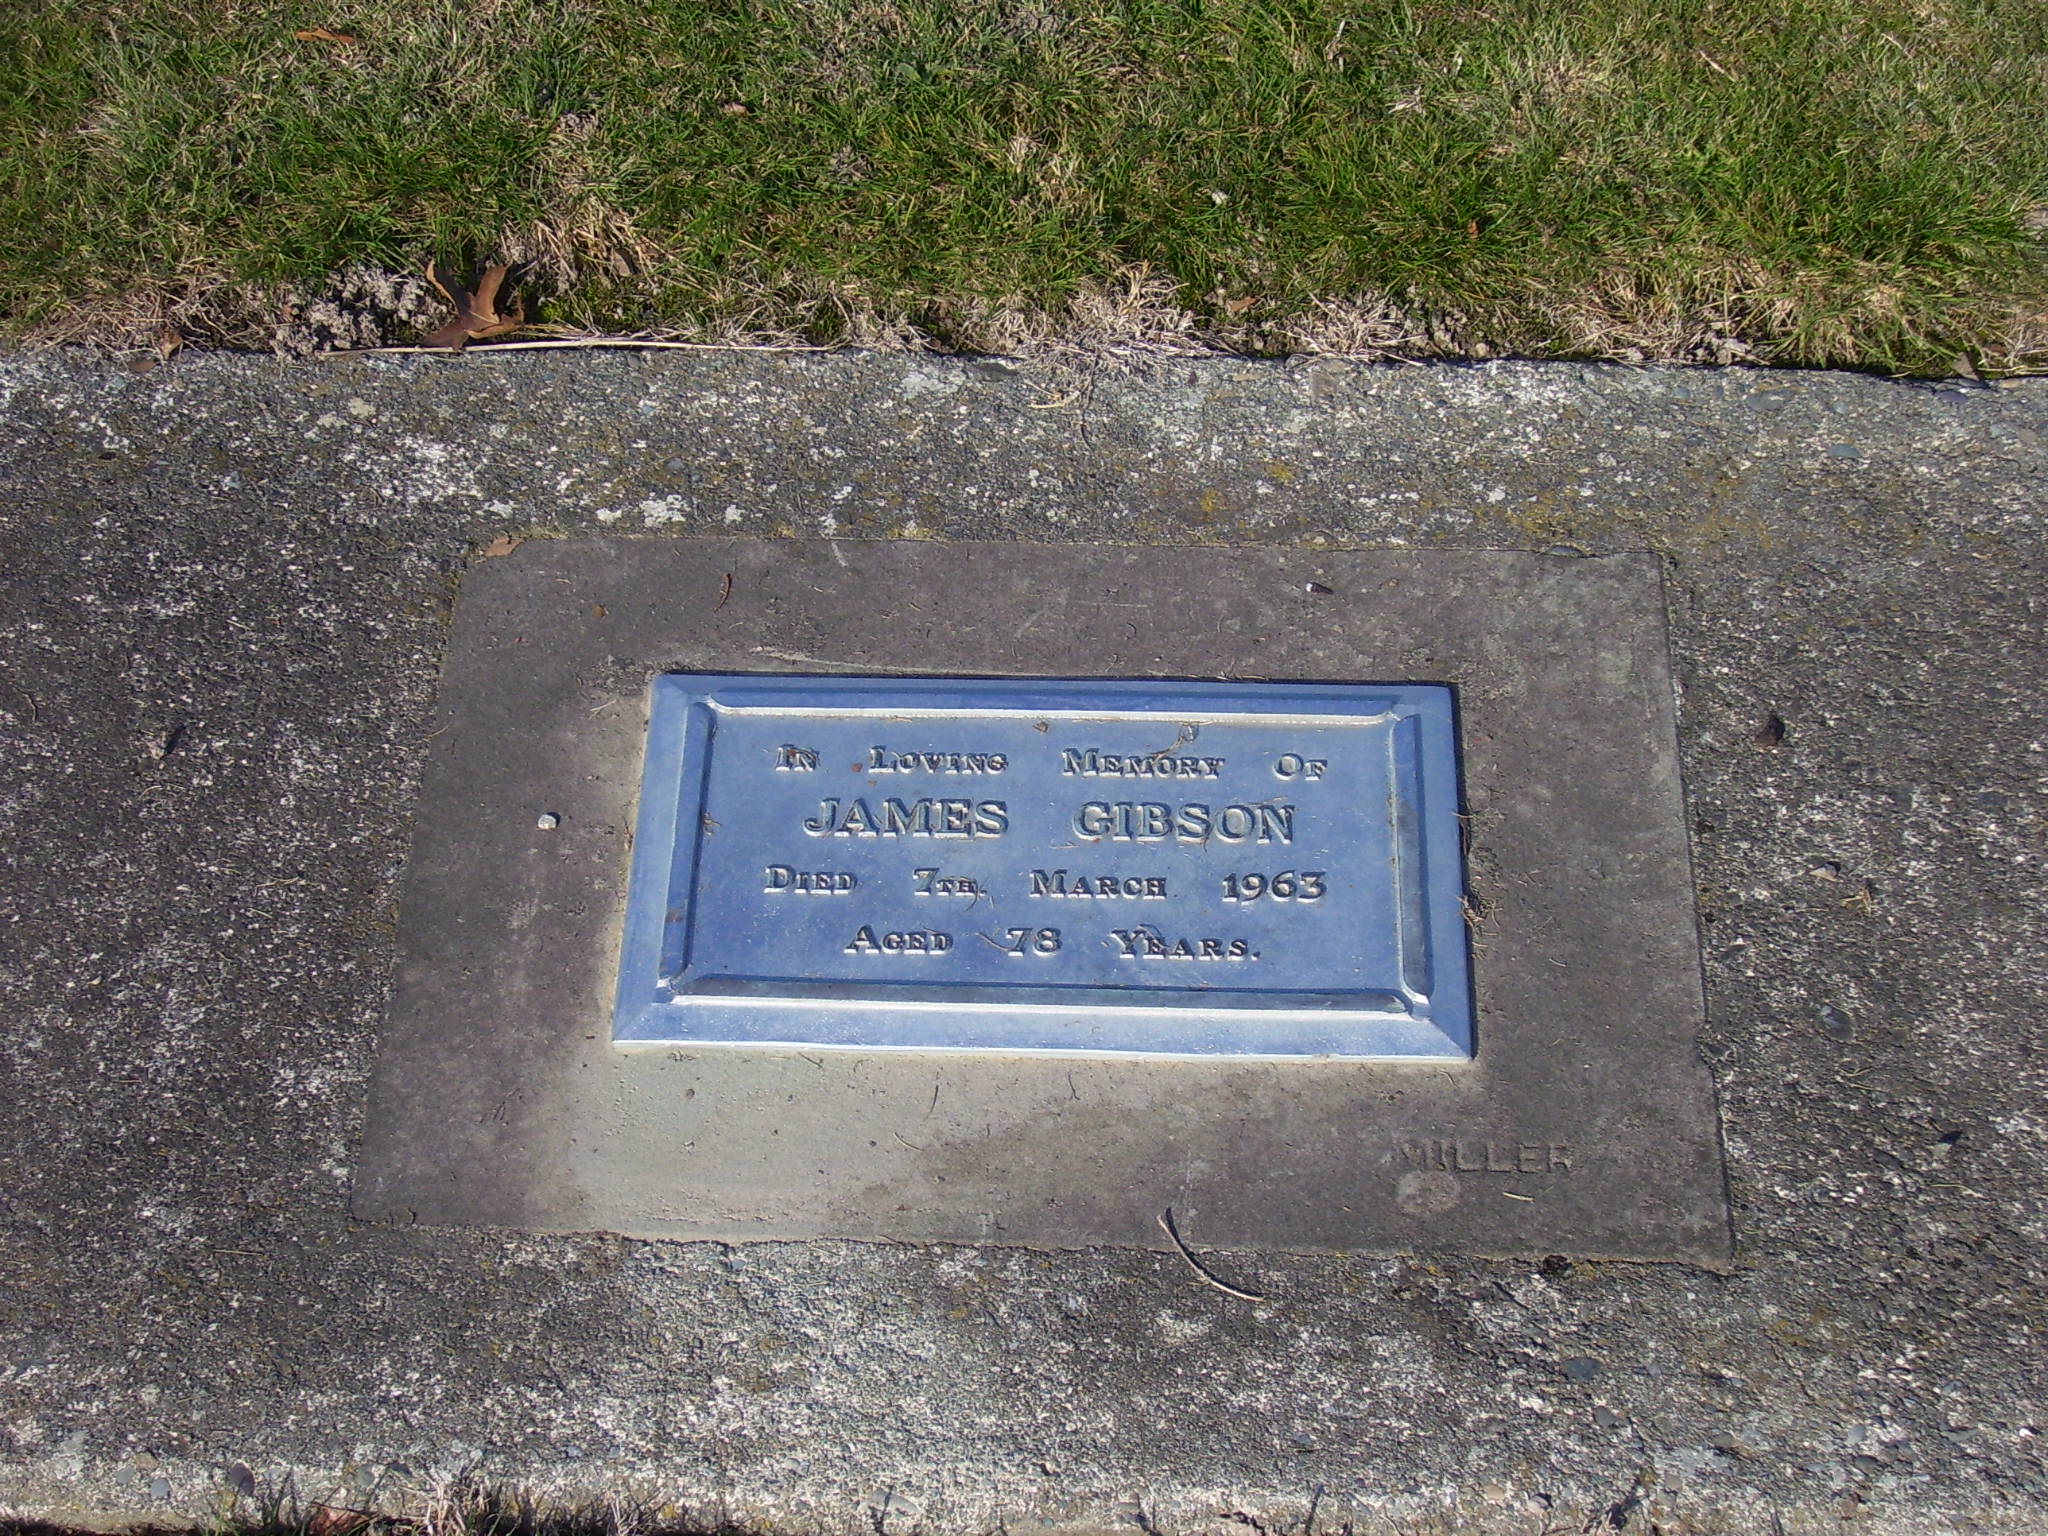 In Loving Memory Of
JAMES GIBSON
Died 7th. March 1963
Aged 78 Years.
MILLER